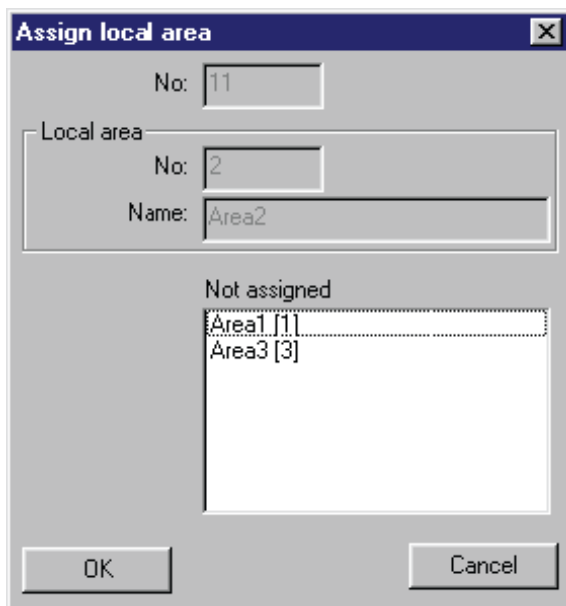 Assign local area
No: 11
Local area
No: 2
Name: Area2
Not assigned
Area1 [1]
Area3 [3]
OK Cancel